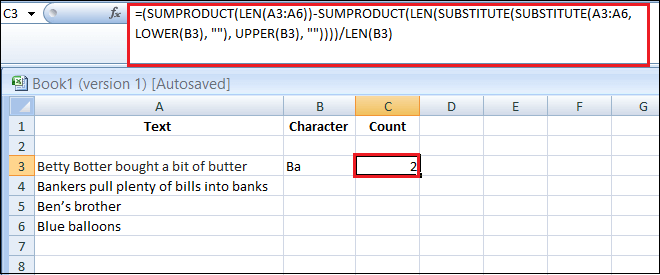 C3 fx =(SUMPRODUCT(LEN(A3:A6))-SUMPRODUCT(LEN(SUBSTITUTE(SUBSTITUTE(A3:A6,
LOWER(B3), ""), UPPER(B3), ""))))/LEN(B3)
Book1 (version 1) [Autosaved]
A B C D E F G
1 Text Character Count
2
3 Betty Botter bought a bit of butter Ba 2
4 Bankers pull plenty of bills into banks
5 Ben’s brother
6 Blue balloons
7
8